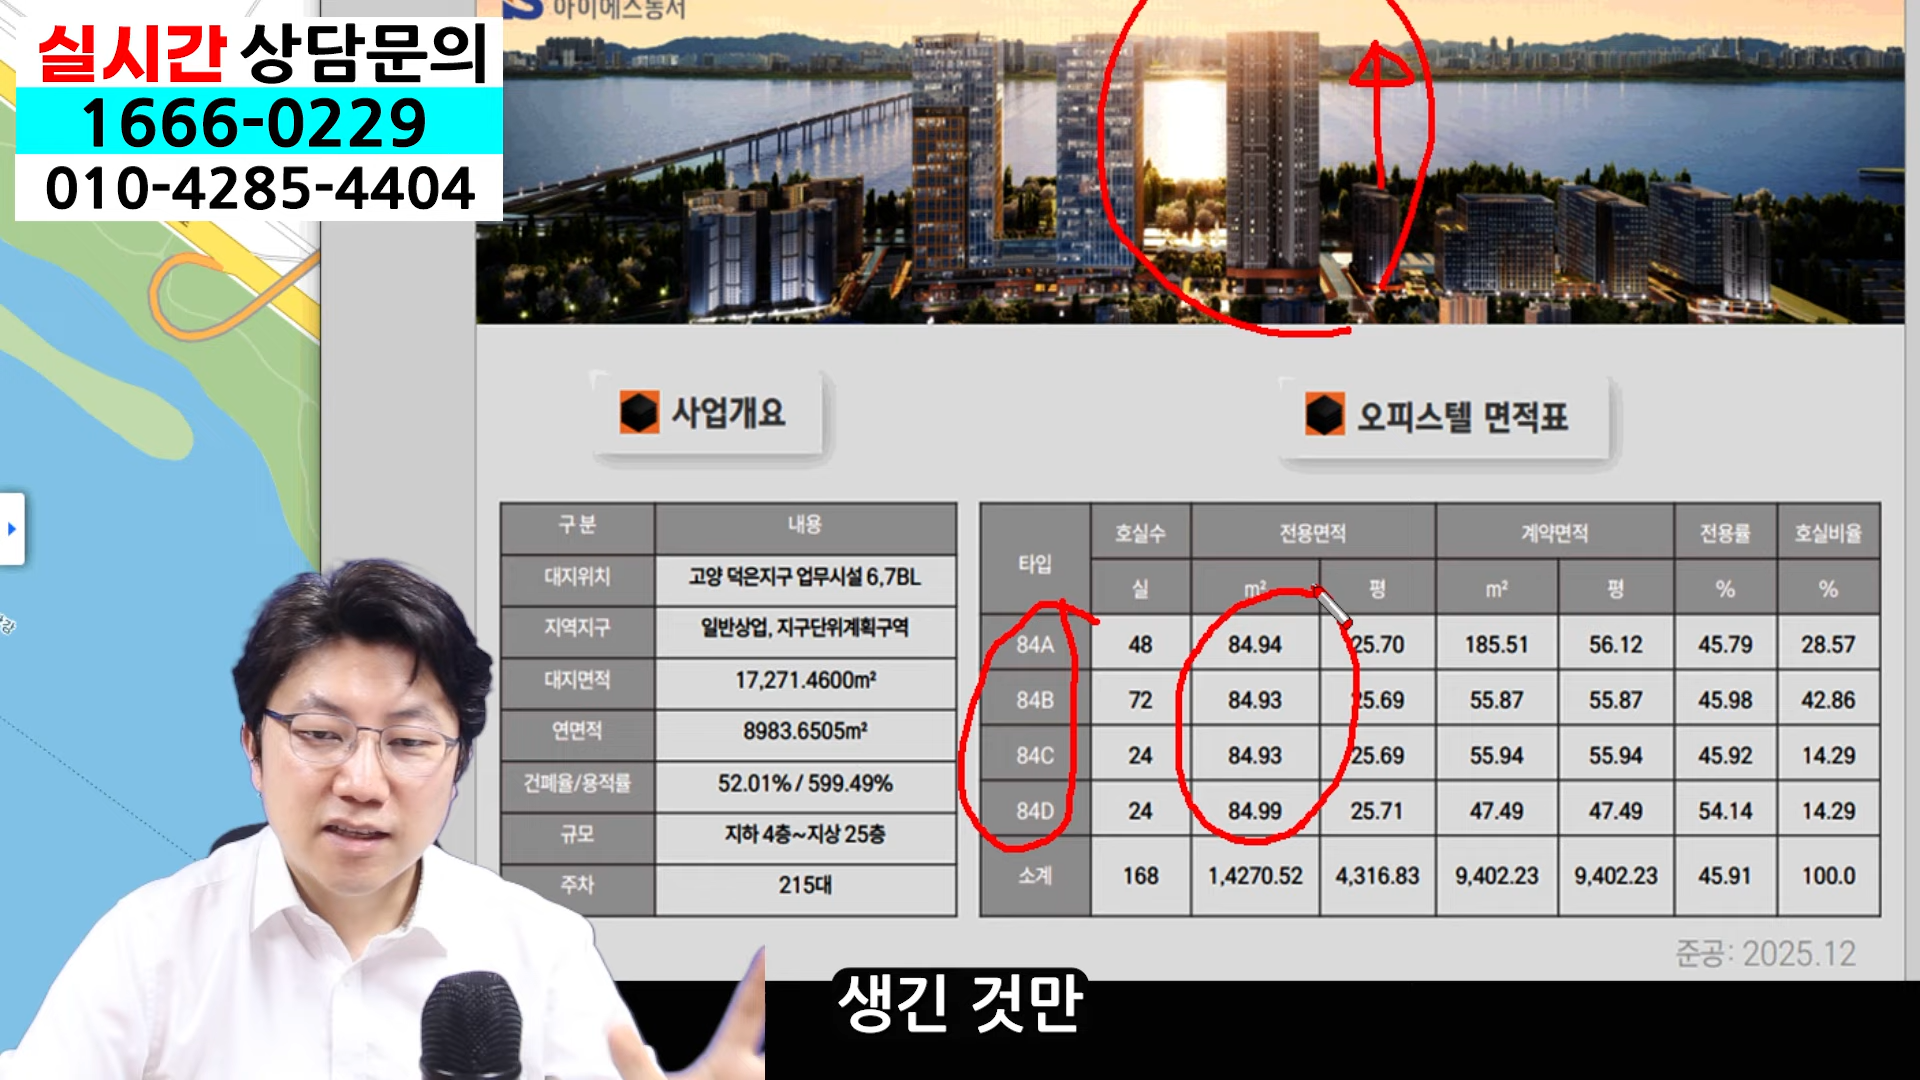 아이에스동서
실시간 상담문의
1666-0229
010-4285-4404
사업개요
오피스텔 면적표
구분 내용
대지위치 고양 덕은지구 업무시설 6,7BL
지역지구 일반상업, 지구단위계획구역
대지면적 17,271.4600m²
연면적 8983.6505m²
건폐율/용적률 52.01% / 599.49%
규모 지하 4층~지상 25층
주차 215대
타입 호실수 전용면적 계약면적 전용률 호실비율
실 m² 평 m² 평 % %
84A 48 84.94 25.70 185.51 56.12 45.79 28.57
84B 72 84.93 25.69 55.87 55.87 45.98 42.86
84C 24 84.93 25.69 55.94 55.94 45.92 14.29
84D 24 84.99 25.71 47.49 47.49 54.14 14.29
소계 168 1,4270.52 4,316.83 9,402.23 9,402.23 45.91 100.0
준공: 2025.12
생긴 것만